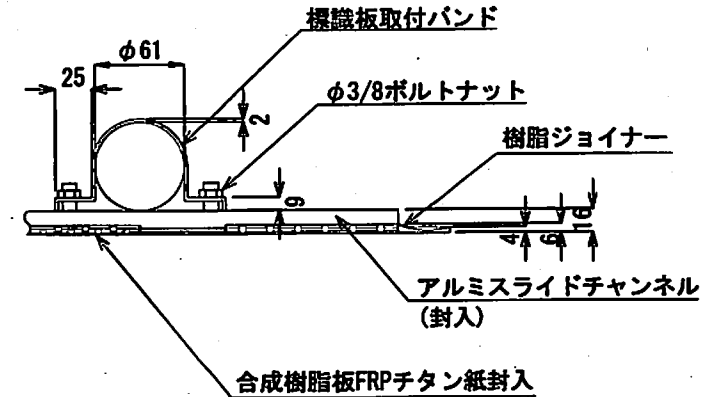 標識板取付バンド
φ61
25
φ3/8ボルトナット
2
樹脂ジョイナー
9
4
6
16
アルミスライドチャンネル
(封入)
合成樹脂板FRPチタン紙封入